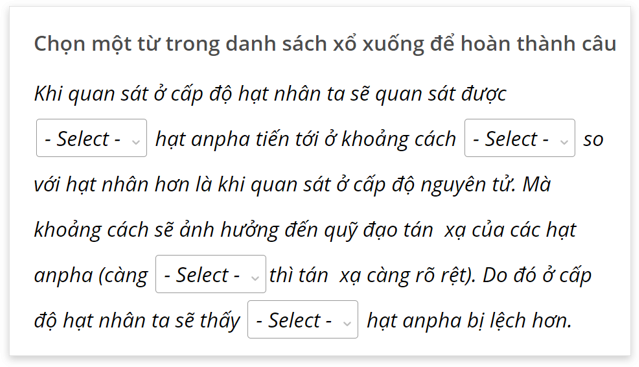 Chọn một từ trong danh sách xổ xuống để hoàn thành câu
Khi quan sát ở cấp độ hạt nhân ta sẽ quan sát được
- Select - hạt anpha tiến tới ở khoảng cách - Select - so
với hạt nhân hơn là khi quan sát ở cấp độ nguyên tử. Mà
khoảng cách sẽ ảnh hưởng đến quỹ đạo tán xạ của các hạt
anpha (càng - Select - thì tán xạ càng rõ rệt). Do đó ở cấp
độ hạt nhân ta sẽ thấy - Select - hạt anpha bị lệch hơn.